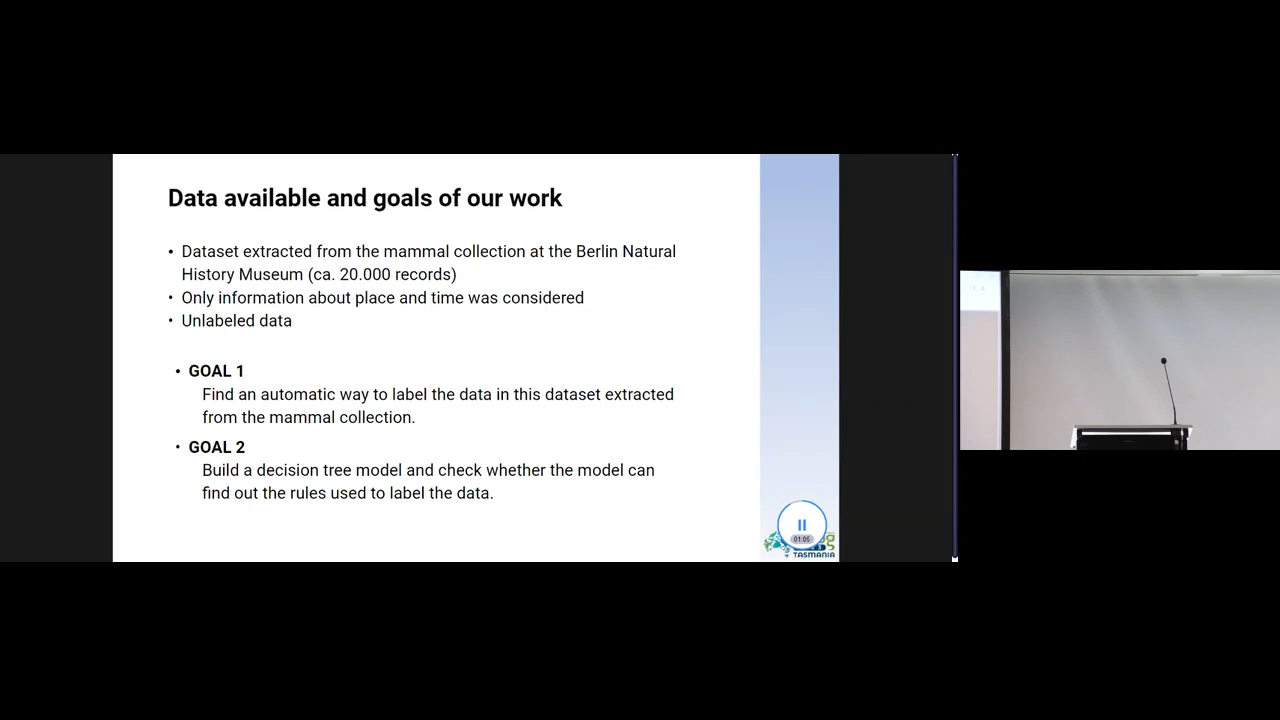 Data available and goals of our work
• Dataset extracted from the mammal collection at the Berlin Natural
History Museum (ca. 20.000 records)
• Only information about place and time was considered
• Unlabeled data
• GOAL 1
Find an automatic way to label the data in this dataset extracted
from the mammal collection.
• GOAL 2
Build a decision tree model and check whether the model can
find out the rules used to label the data.
01:05
TASMANIA